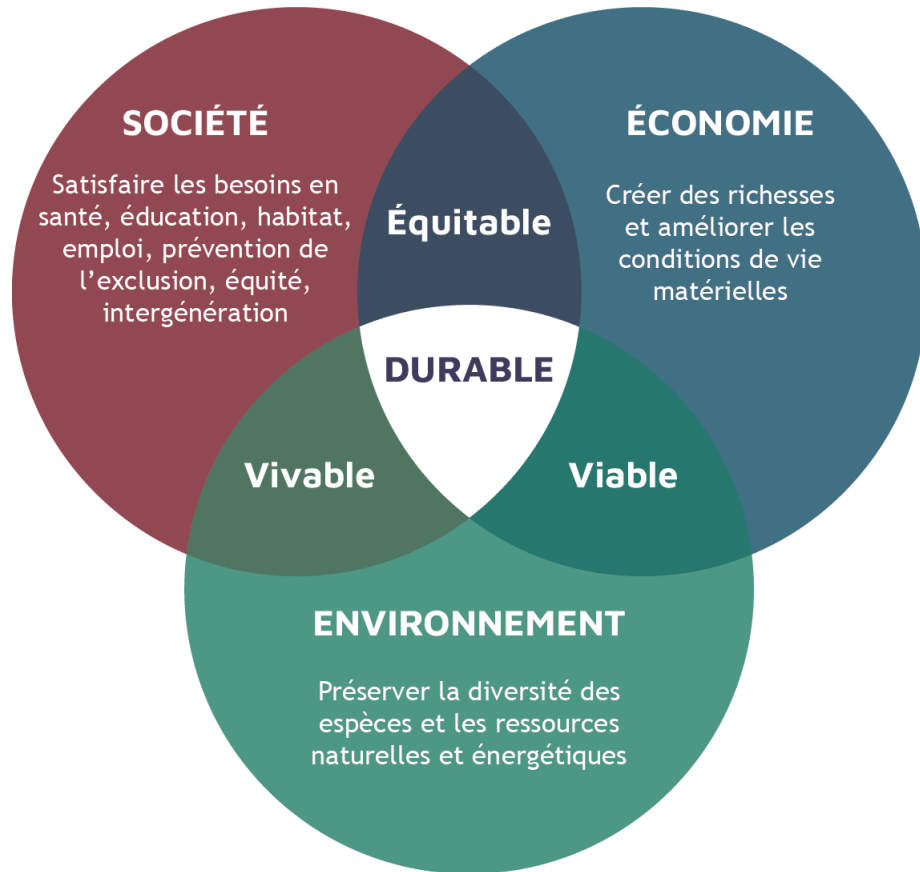 SOCIÉTÉ
Satisfaire les besoins en
santé, éducation, habitat,
emploi, prévention de
l’exclusion, équité,
intergénération
Équitable
ÉCONOMIE
Créer des richesses
et améliorer les
conditions de vie
matérielles
DURABLE
Vivable
Viable
ENVIRONNEMENT
Préserver la diversité des
espèces et les ressources
naturelles et énergétiques